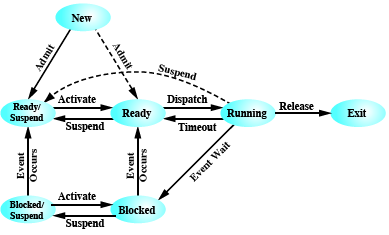 New
Admit
Admit
Suspend
Ready/
Suspend
Activate
Suspend
Ready
Dispatch
Timeout
Running
Release
Exit
Event
Occurs
Event
Occurs
Event Wait
Blocked/
Suspend
Activate
Suspend
Blocked